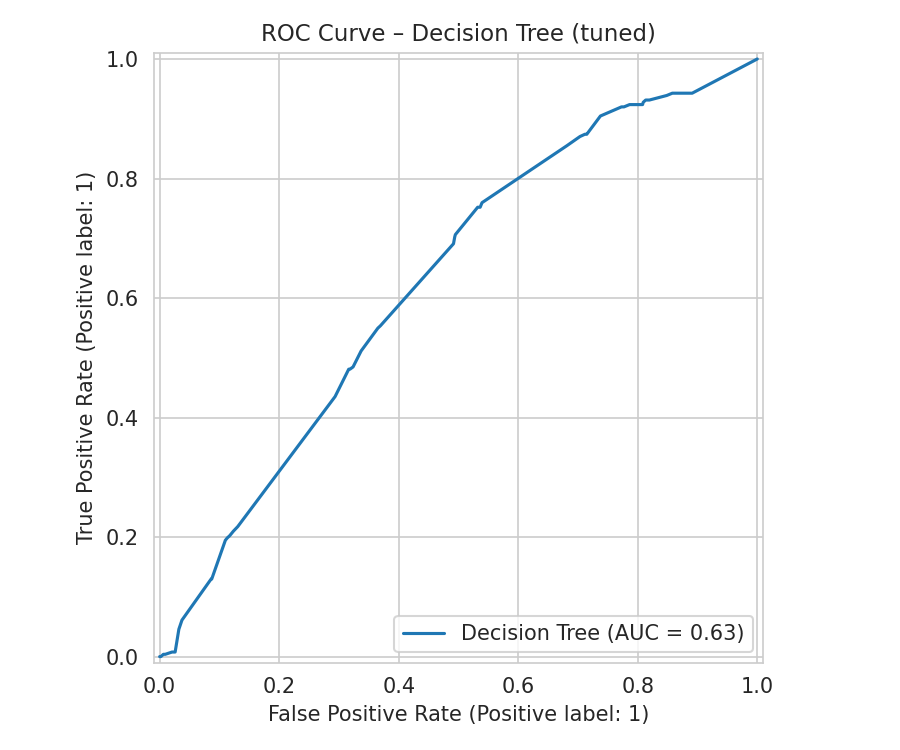 ROC Curve – Decision Tree (tuned)
True Positive Rate (Positive label: 1)
1.0
0.8
0.6
0.4
0.2
0.0
Decision Tree (AUC = 0.63)
0.0 0.2 0.4 0.6 0.8 1.0
False Positive Rate (Positive label: 1)